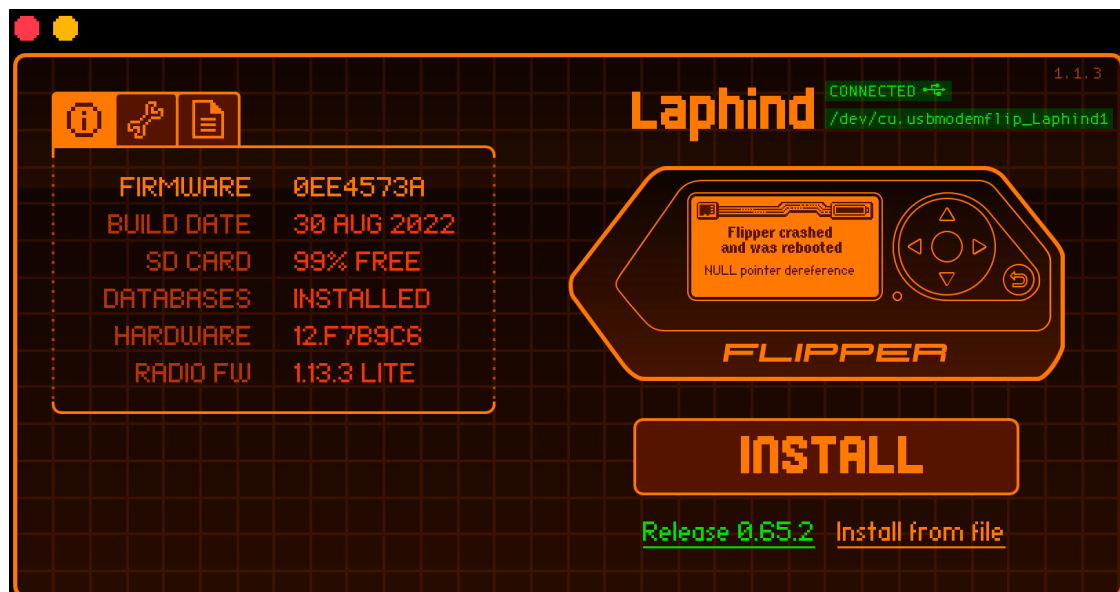 1.1.3
Laphind
CONNECTED
/dev/cu.usbmodemflip_Laphind1
FIRMWARE 0EE4573A
BUILD DATE 30 AUG 2022
SD CARD 99% FREE
DATABASES INSTALLED
HARDWARE 12.F7B9C6
RADIO FW 1.13.3 LITE
Flipper crashed
and was rebooted
NULL pointer dereference
FLIPPER
INSTALL
Release 0.65.2 Install from file